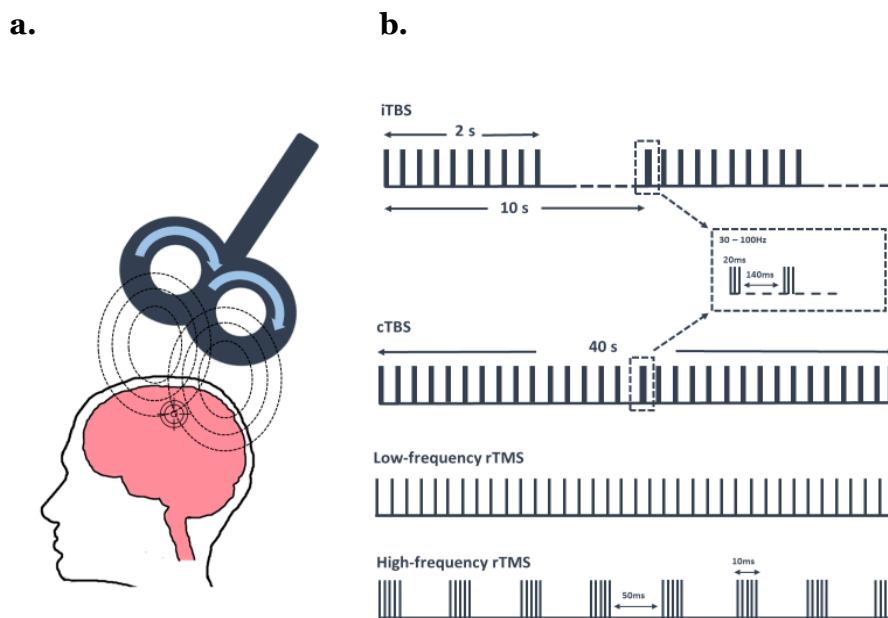 a.
b.
iTBS
2 s
10 s
30 – 100Hz
20ms
140ms
cTBS
40 s
Low-frequency rTMS
High-frequency rTMS
10ms
50ms